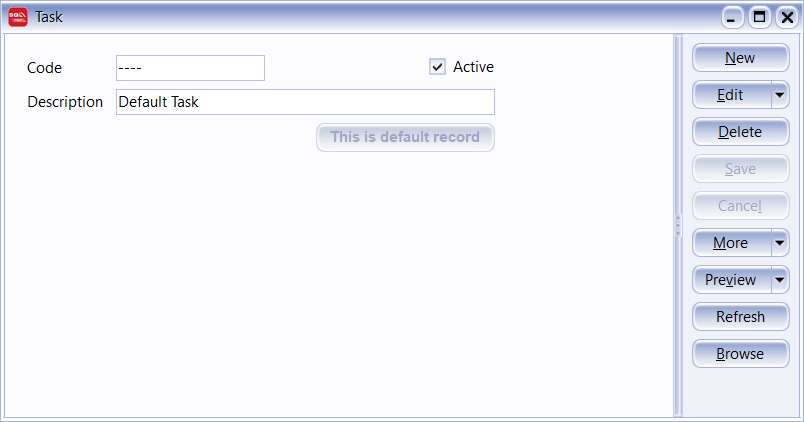 Task
Code
----
Active
Description
Default Task
This is default record
New
Edit
Delete
Save
Cancel
More
Preview
Refresh
Browse